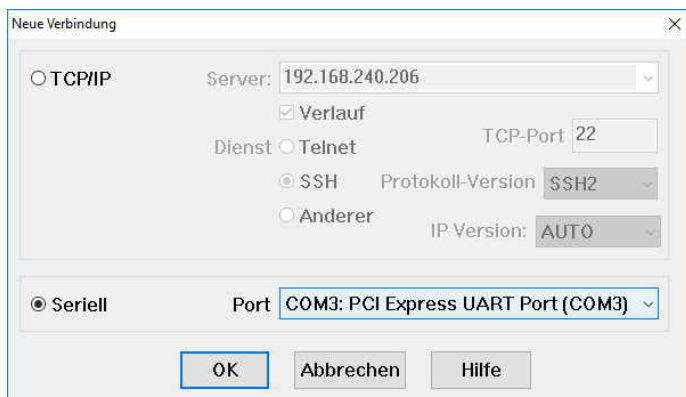 Neue Verbindung
TCP/IP Server: 192.168.240.206
Verlauf
Dienst Telnet TCP-Port 22
SSH Protokoll-Version SSH2
Anderer IP Version: AUTO
Seriell Port COM3: PCI Express UART Port (COM3)
OK Abbrechen Hilfe